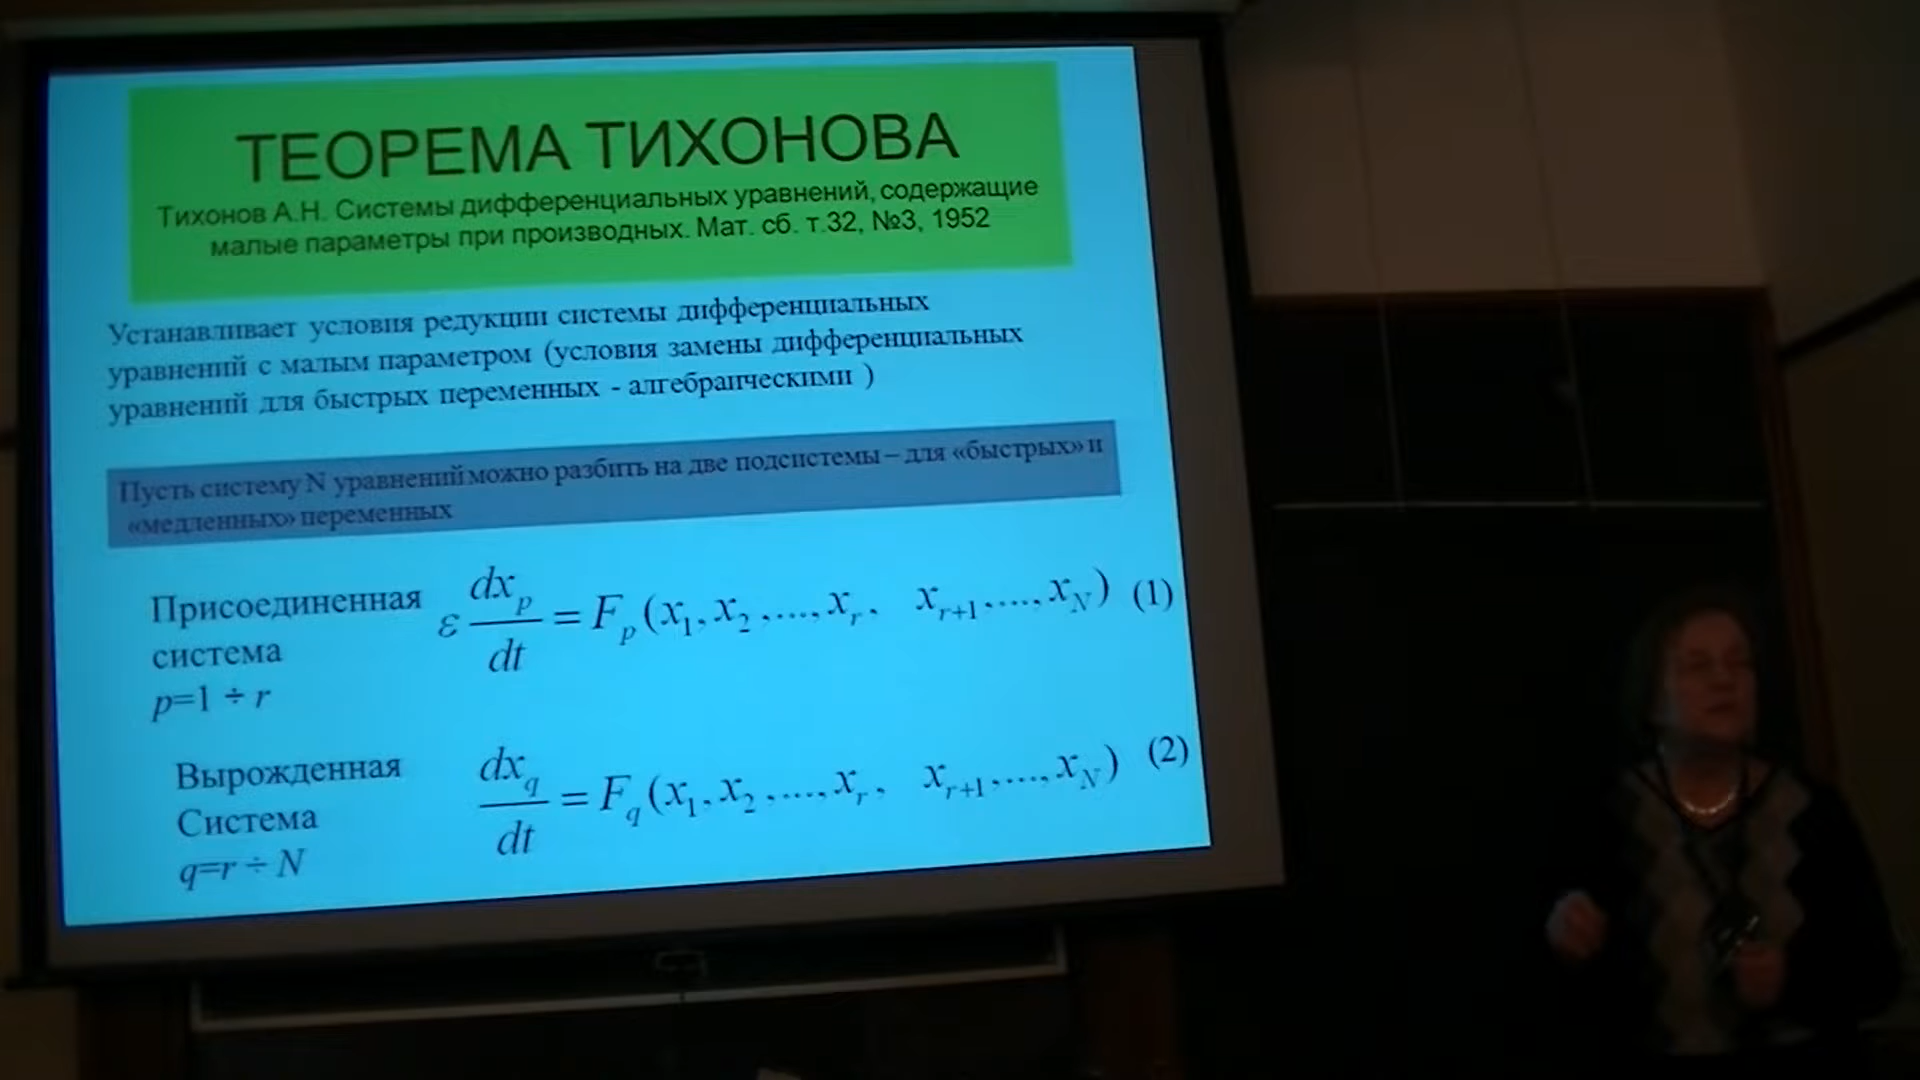 ТЕОРЕМА ТИХОНОВА
Тихонов А.Н. Системы дифференциальных уравнений, содержащие
малые параметры при производных. Мат. сб. т.32, №3, 1952
Устанавливает условия редукции системы дифференциальных
уравнений с малым параметром (условия замены дифференциальных
уравнений для быстрых переменных - алгебраическими )
Пусть систему N уравнений можно разбить на две подсистемы – для «быстрых» и
«медленных» переменных
Присоединенная
система
p=1 ÷ r
ε dx_p/dt = F_p(x_1, x_2, ..., x_r, x_{r+1}, ..., x_N) (1)
Вырожденная
Система
q=r ÷ N
dx_q/dt = F_q(x_1, x_2, ..., x_r, x_{r+1}, ..., x_N) (2)